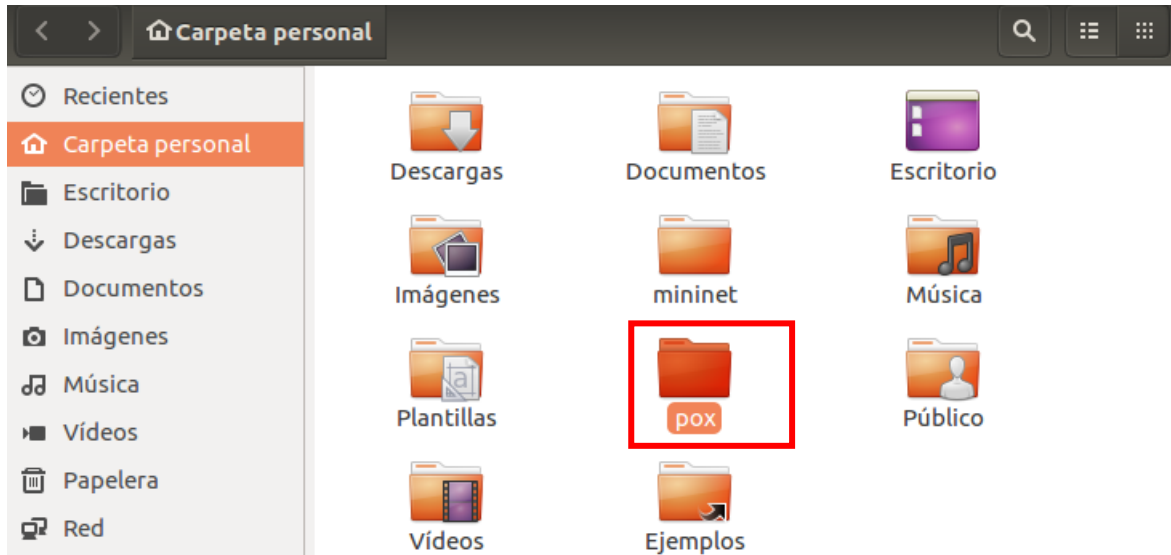 Carpeta personal
Recientes
Carpeta personal
Escritorio
Descargas
Documentos
Imágenes
Música
Vídeos
Papelera
Red
Descargas Documentos Escritorio
Imágenes mininet Música
Plantillas pox Público
Vídeos Ejemplos